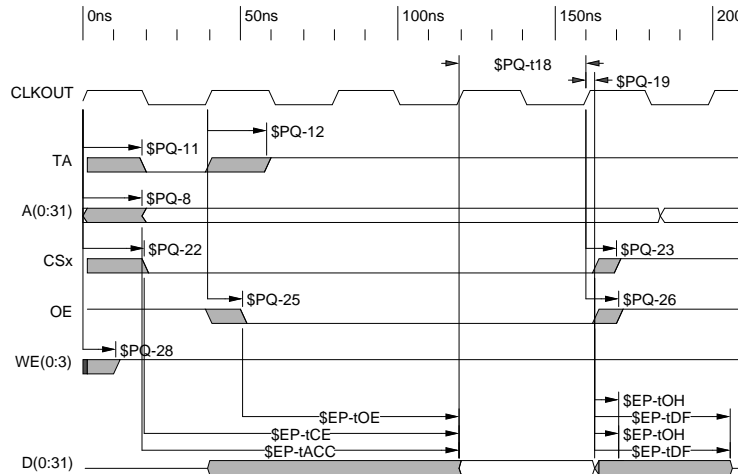 0ns 50ns 100ns 150ns 200
$PQ-t18
$PQ-19
CLKOUT
$PQ-12
$PQ-11
TA
$PQ-8
A(0:31)
$PQ-22 $PQ-23
CSx
$PQ-25 $PQ-26
OE
$PQ-28
WE(0:3)
$EP-tOH
$EP-tOE $EP-tDF
$EP-tCE $EP-tOH
$EP-tACC $EP-tDF
D(0:31)